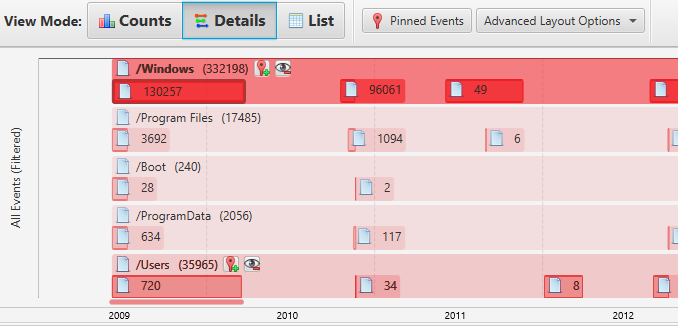 View Mode: Counts Details List Pinned Events Advanced Layout Options
All Events (Filtered)
/Windows (332198)
130257 96061 49
/Program Files (17485)
3692 1094 6
/Boot (240)
28 2
/ProgramData (2056)
634 117
/Users (35965)
720 34 8
2009 2010 2011 2012